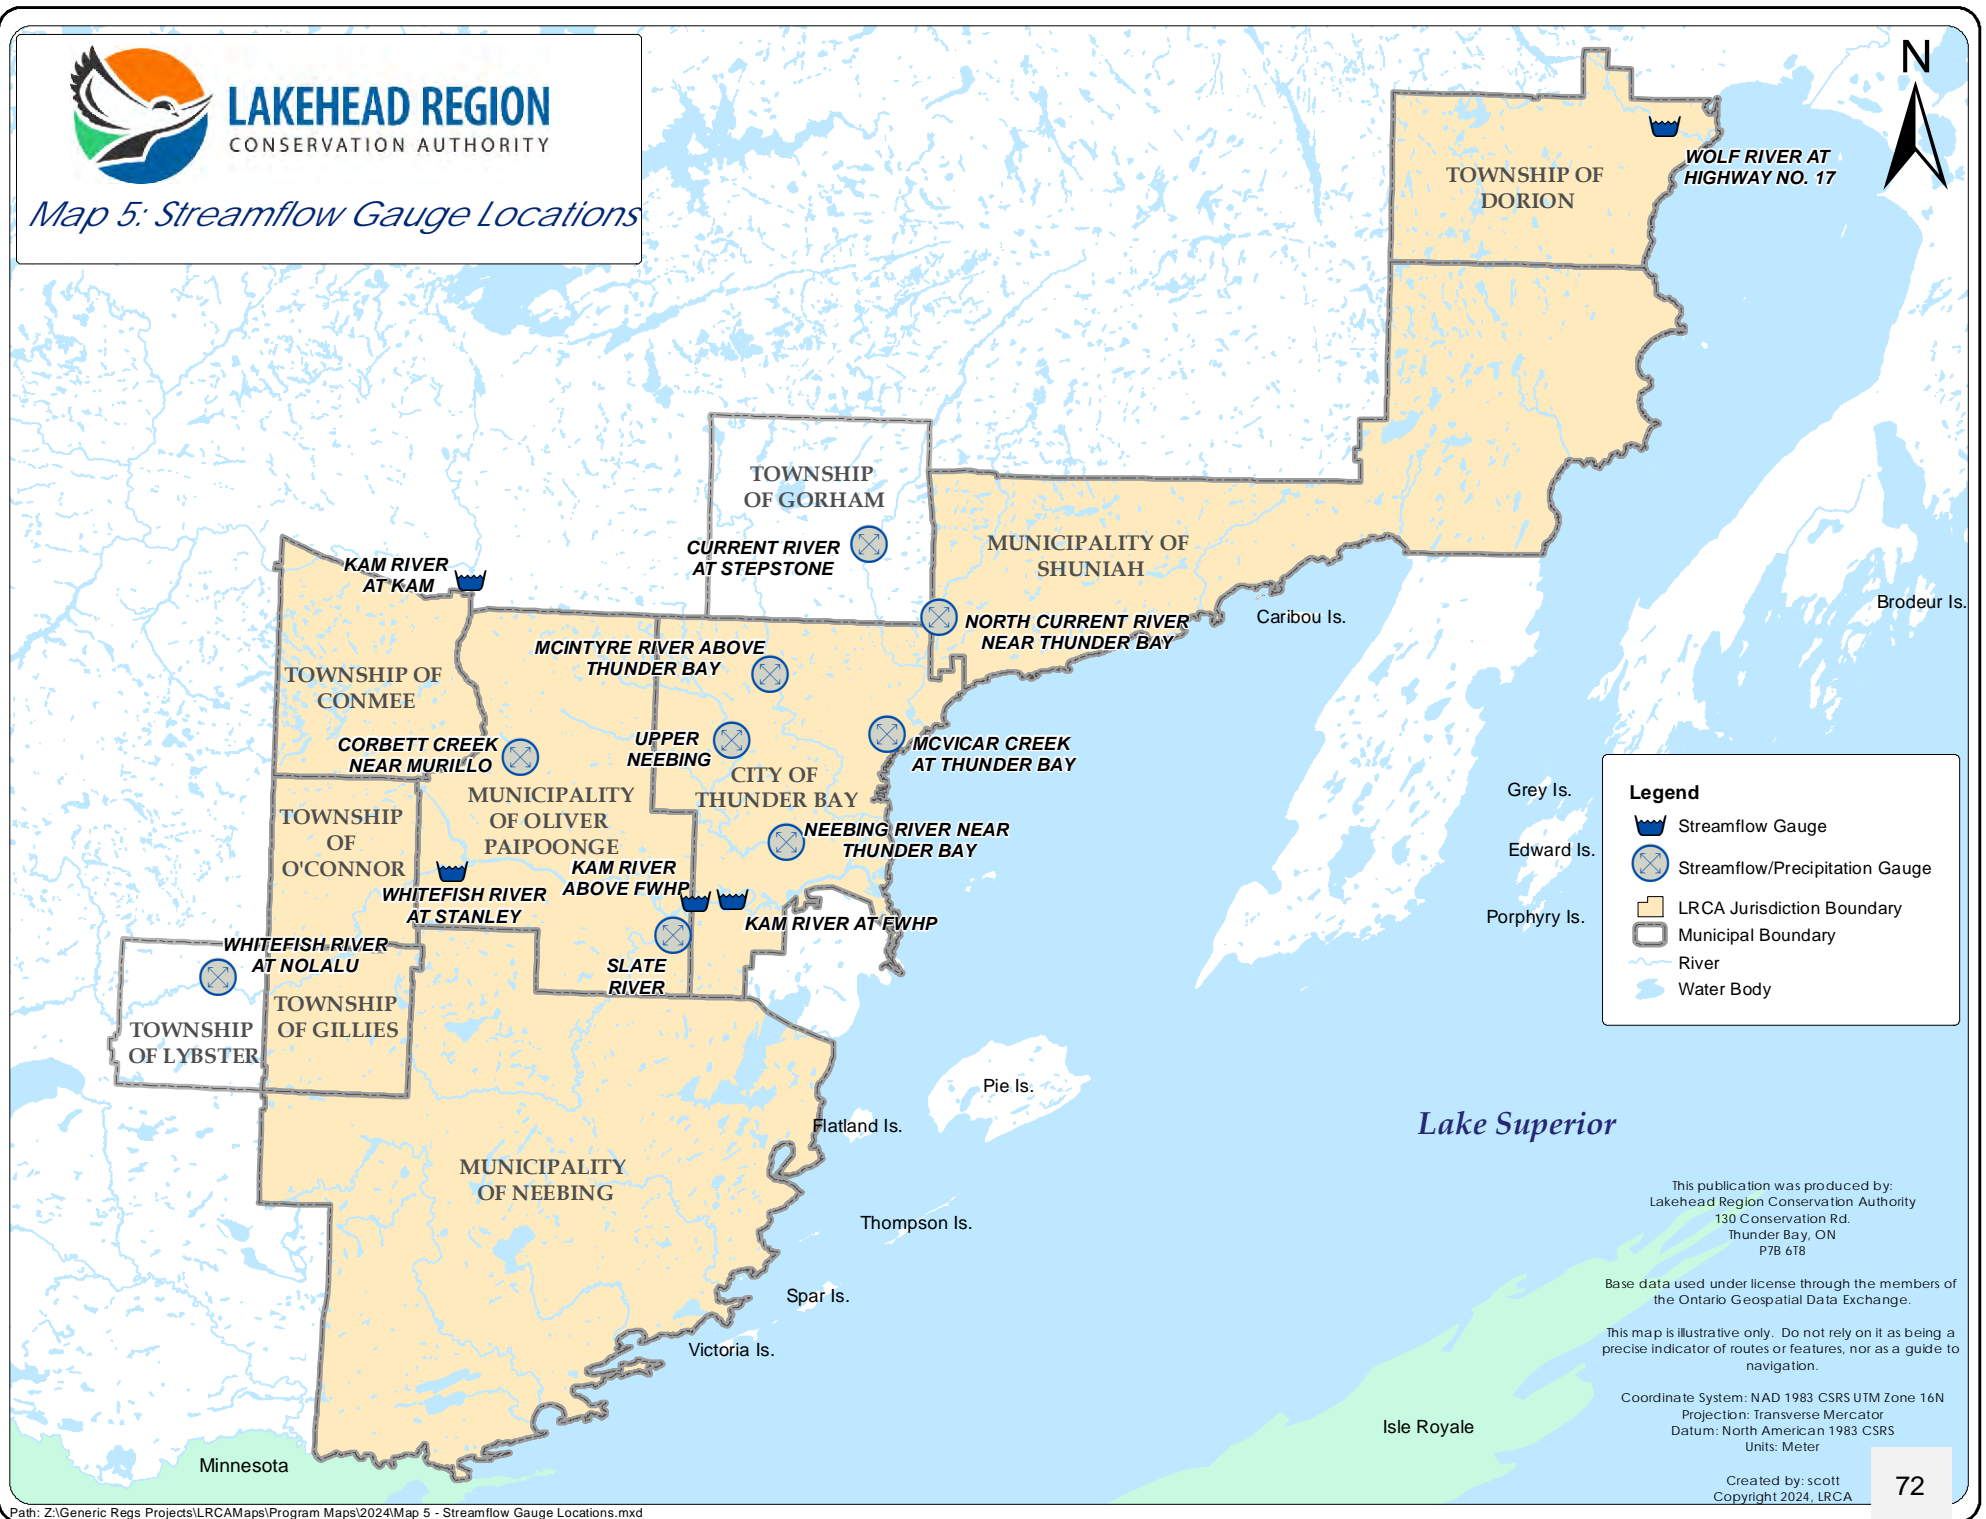 LAKEHEAD REGION
CONSERVATION AUTHORITY
Map 5: Streamflow Gauge Locations
N
WOLF RIVER AT
HIGHWAY NO. 17
TOWNSHIP OF
DORION
TOWNSHIP
OF GORHAM
CURRENT RIVER
AT STEPSTONE
MUNICIPALITY OF
SHUNIAH
KAM RIVER
AT KAM
Caribou Is.
Brodeur Is.
NORTH CURRENT RIVER
NEAR THUNDER BAY
MCINTYRE RIVER ABOVE
THUNDER BAY
TOWNSHIP OF
CONMEE
CORBETT CREEK
NEAR MURILLO
UPPER
NEEBING
MCVICAR CREEK
AT THUNDER BAY
CITY OF
THUNDER BAY
MUNICIPALITY
OF OLIVER
PAIPOONGE
TOWNSHIP
OF
O'CONNOR
NEEBING RIVER NEAR
THUNDER BAY
KAM RIVER
ABOVE FWHP
WHITEFISH RIVER
AT STANLEY
KAM RIVER AT FWHP
WHITEFISH RIVER
AT NOLALU
SLATE
RIVER
TOWNSHIP
OF GILLIES
TOWNSHIP
OF LYBSTER
Grey Is.
Edward Is.
Porphyry Is.
Legend
Streamflow Gauge
Streamflow/Precipitation Gauge
LRCA Jurisdiction Boundary
Municipal Boundary
River
Water Body
Pie Is.
Flatland Is.
Lake Superior
MUNICIPALITY
OF NEEBING
Thompson Is.
Spar Is.
Victoria Is.
Isle Royale
Minnesota
This publication was produced by:
Lakehead Region Conservation Authority
130 Conservation Rd.
Thunder Bay, ON
P7B 6T8
Base data used under license through the members of
the Ontario Geospatial Data Exchange.
This map is illustrative only. Do not rely on it as being a
precise indicator of routes or features, nor as a guide to
navigation.
Coordinate System: NAD 1983 CSRS UTM Zone 16N
Projection: Transverse Mercator
Datum: North American 1983 CSRS
Units: Meter
Created by: scott
Copyright 2024, LRCA
72
Path: Z:\Generic Regs Projects\LRCAMaps\Program Maps\2024\Map 5 - Streamflow Gauge Locations.mxd